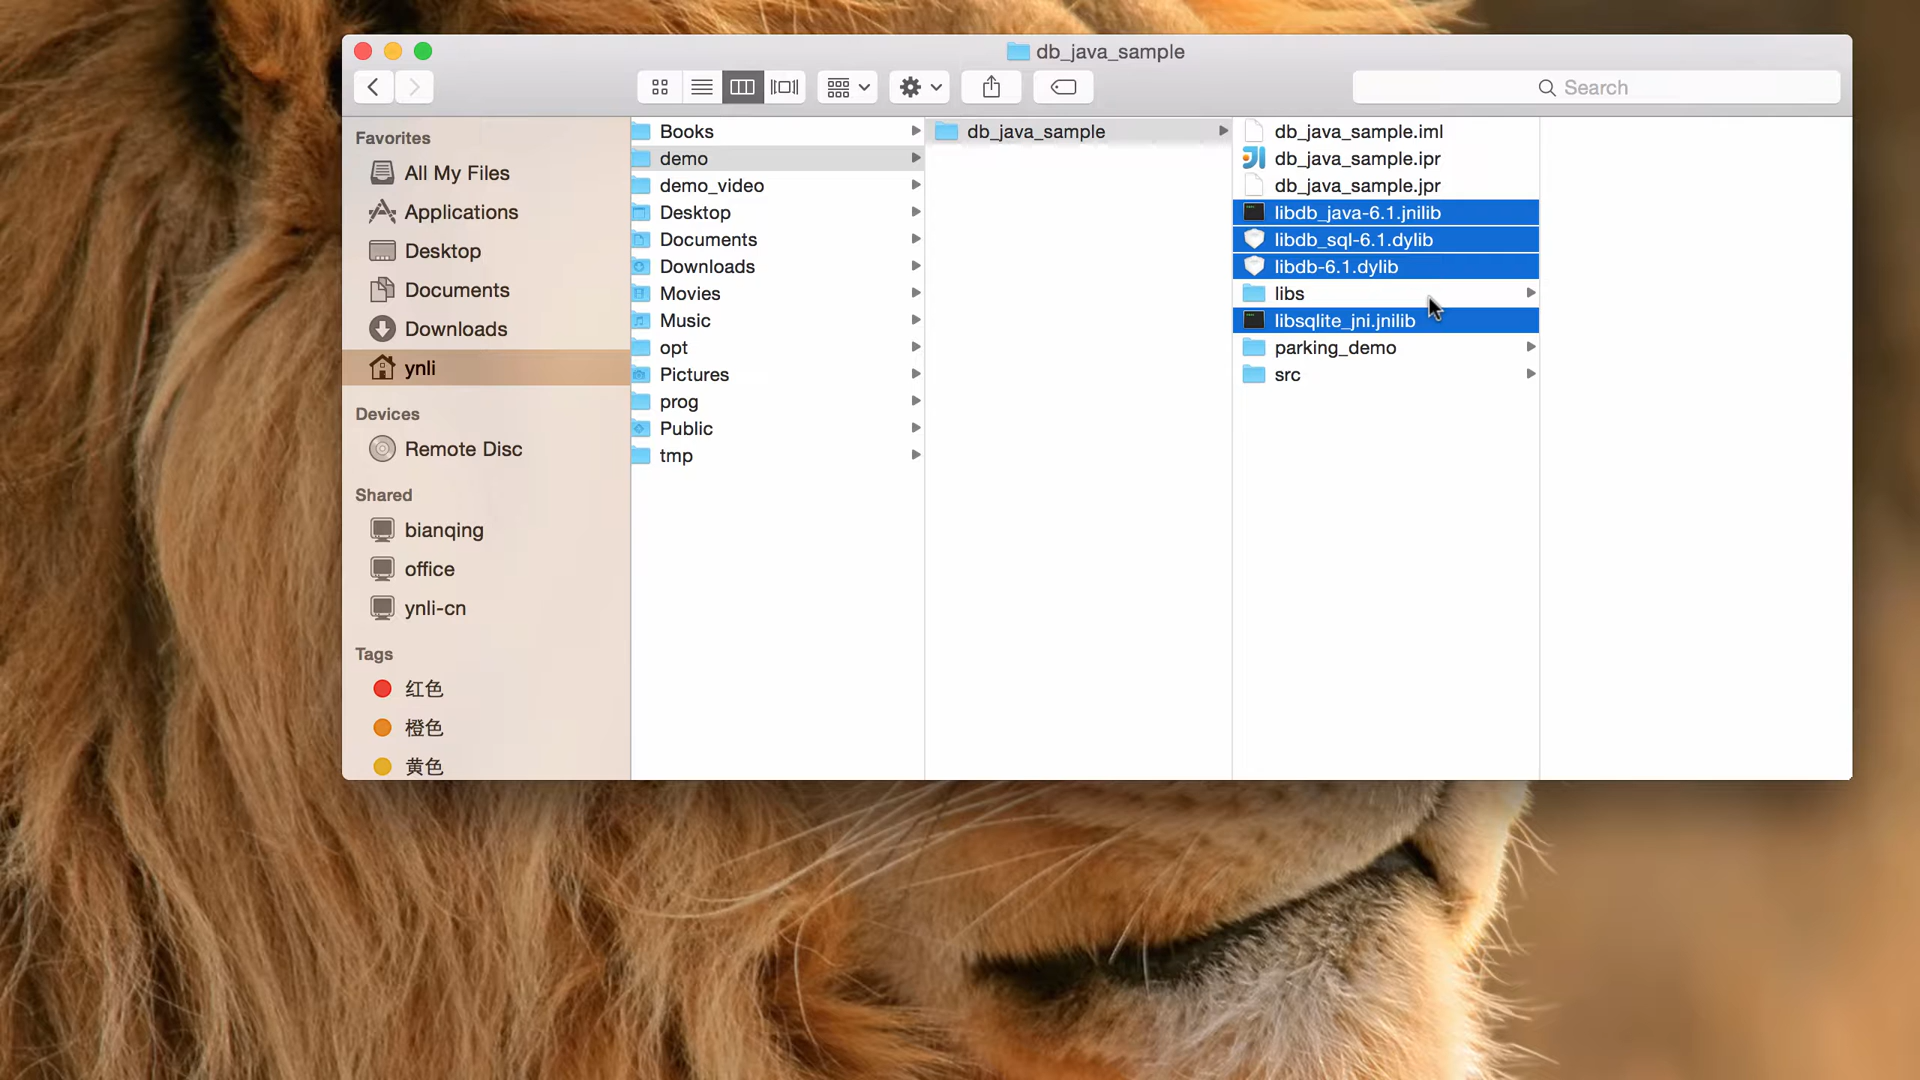 db_java_sample
Search
Favorites
All My Files
Applications
Desktop
Documents
Downloads
ynli
Devices
Remote Disc
Shared
bianqing
office
ynli-cn
Tags
红色
橙色
黄色
Books
demo
demo_video
Desktop
Documents
Downloads
Movies
Music
opt
Pictures
prog
Public
tmp
db_java_sample
db_java_sample.iml
db_java_sample.ipr
db_java_sample.jpr
libdb_java-6.1.jnilib
libdb_sql-6.1.dylib
libdb-6.1.dylib
libs
libsqlite_jni.jnilib
parking_demo
src